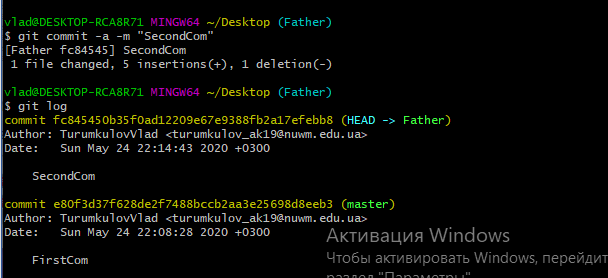 vlad@DESKTOP-RCA8R71 MINGW64 ~/Desktop (Father)
$ git commit -a -m "SecondCom"
[Father fc84545] SecondCom
1 file changed, 5 insertions(+), 1 deletion(-)
vlad@DESKTOP-RCA8R71 MINGW64 ~/Desktop (Father)
$ git log
commit fc845450b35f0ad12209e67e9388fb2a17efebb8 (HEAD -> Father)
Author: TurumkulovVlad <turumkulov_ak19@nuwm.edu.ua>
Date:   Sun May 24 22:14:43 2020 +0300
SecondCom
commit e80f3d37f628de2f7488bccb2aa3e25698d8eeb3 (master)
Author: TurumkulovVlad <turumkulov_ak19@nuwm.edu.ua>
Date:   Sun May 24 22:08:28 2020 +0300
FirstCom
Активация Windows
Чтобы активировать Windows, перейдит
раздел "Параметры"